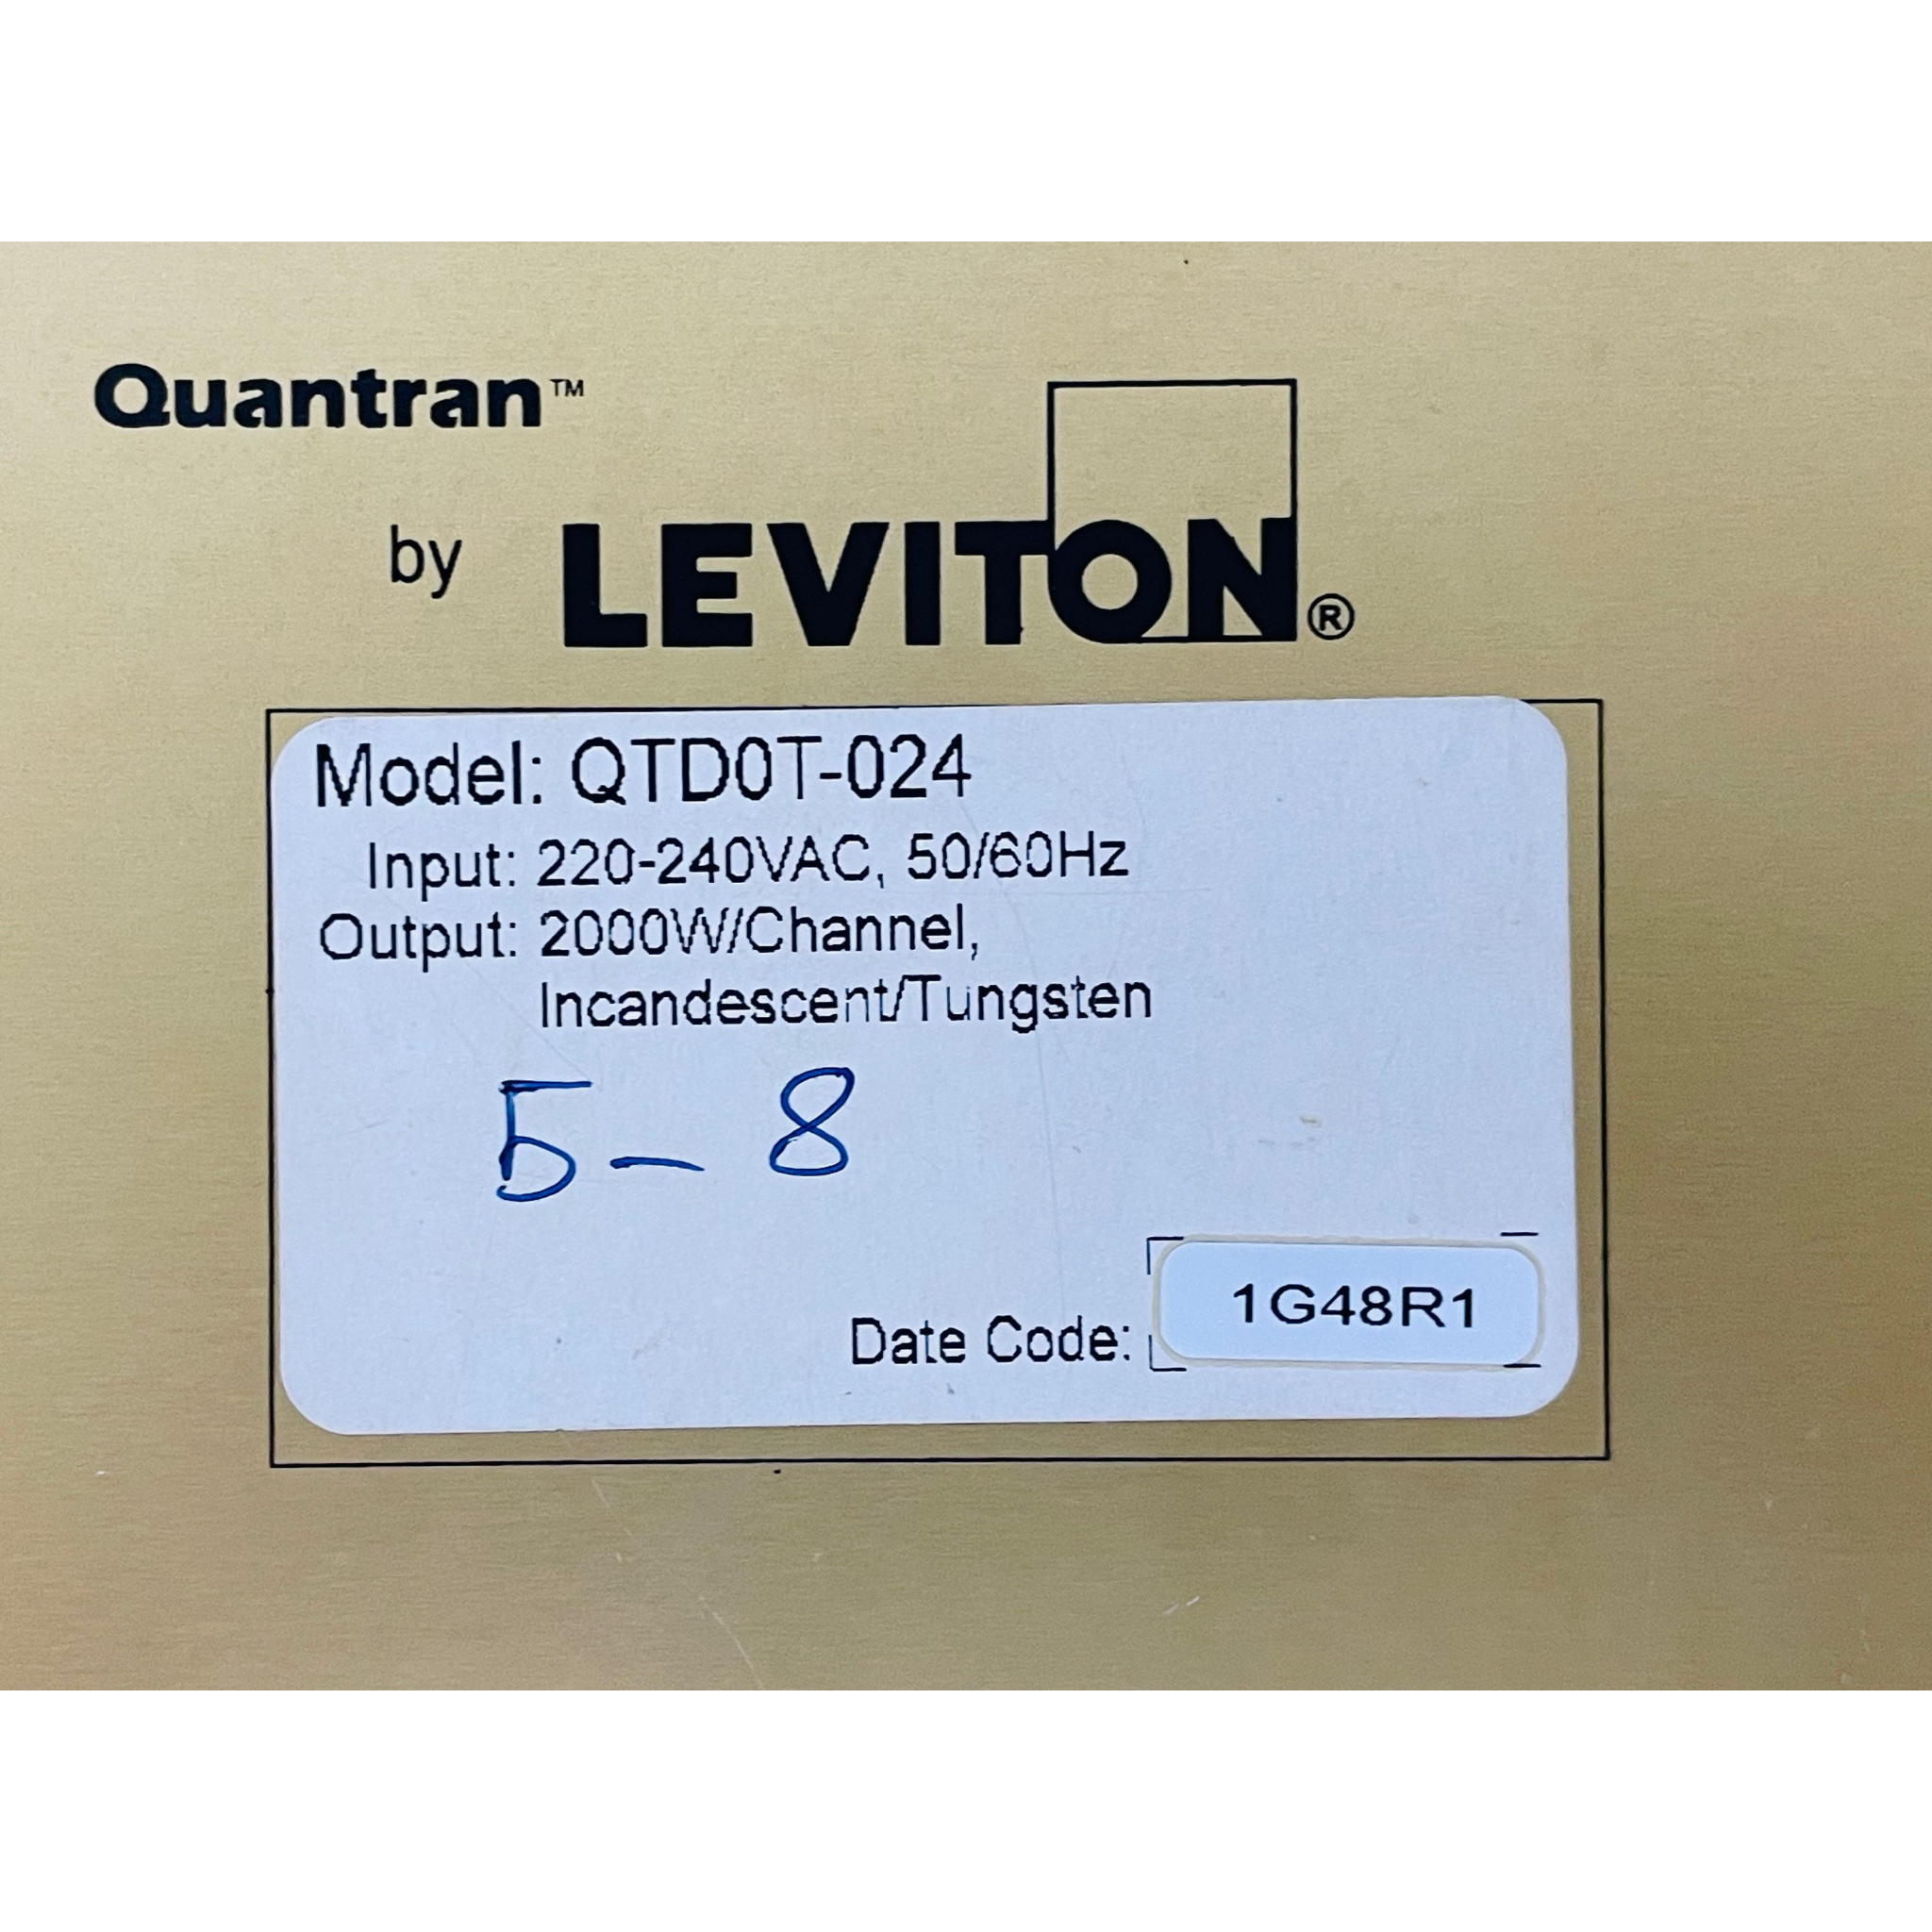 Quantran™
by LEVITON®
Model: QTD0T-024
Input: 220-240VAC, 50/60Hz
Output: 2000W/Channel,
Incandescent/Tungsten
5 - 8
Date Code: 1G48R1